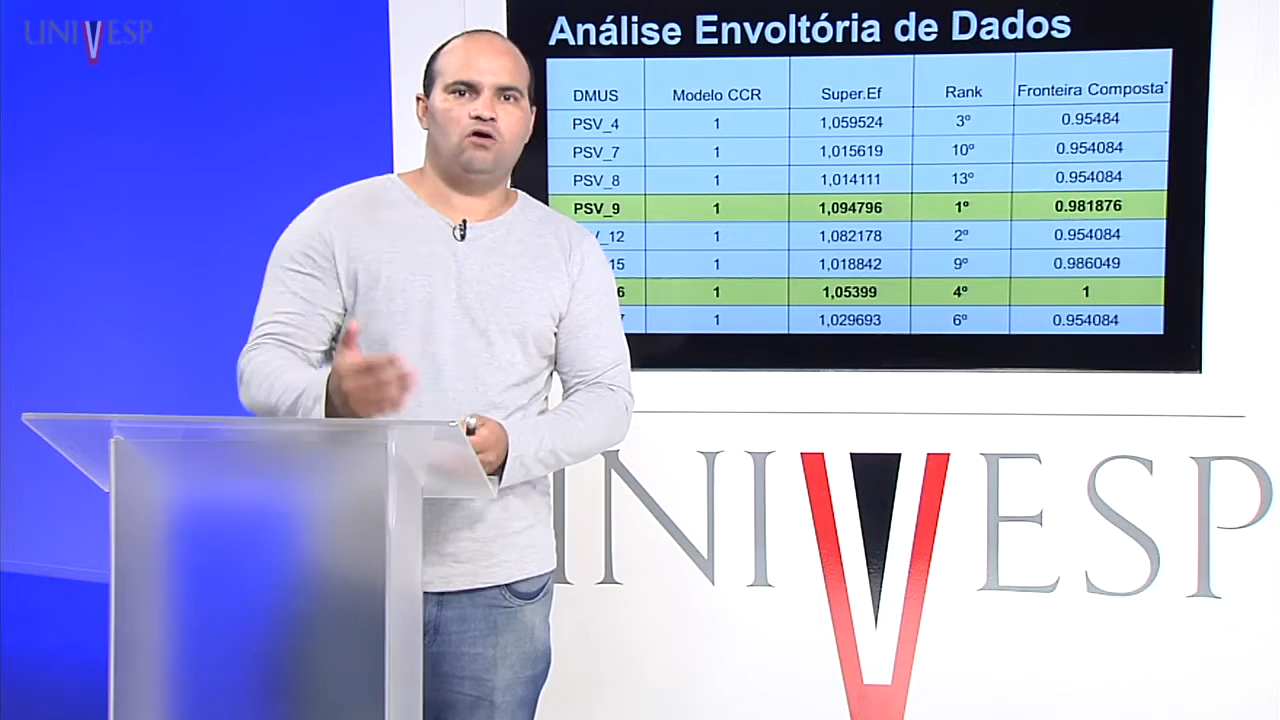 UNIVESP
Análise Envoltória de Dados
DMUS Modelo CCR Super.Ef Rank Fronteira Composta*
PSV_4 1 1,059524 3º 0.95484
PSV_7 1 1,015619 10º 0.954084
PSV_8 1 1,014111 13º 0.954084
PSV_9 1 1,094796 1º 0.981876
_12 1 1,082178 2º 0.954084
15 1 1,018842 9º 0.986049
6 1 1,05399 4º 1
1 1,029693 6º 0.954084
UNIVESP